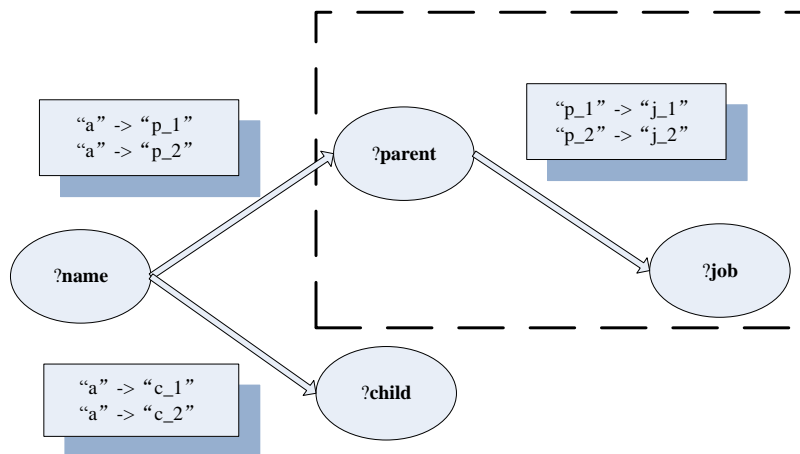 “a” -> “p_1”
“a” -> “p_2”
“p_1” -> “j_1”
“p_2” -> “j_2”
?parent
?name
?job
“a” -> “c_1”
“a” -> “c_2”
?child